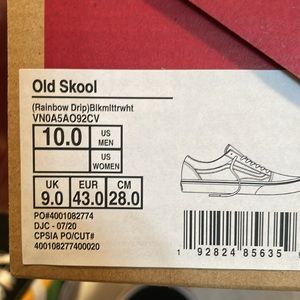 Old Skool
(Rainbow Drip)Blkmlttrwht
VN0A5AO92CV
10.0 US MEN
US WOMEN
UK EUR CM
9.0 43.0 28.0
PO#4001082774
DJC - 07/20
CPSIA PO/CUT#
400108277400020
1 92824 85635